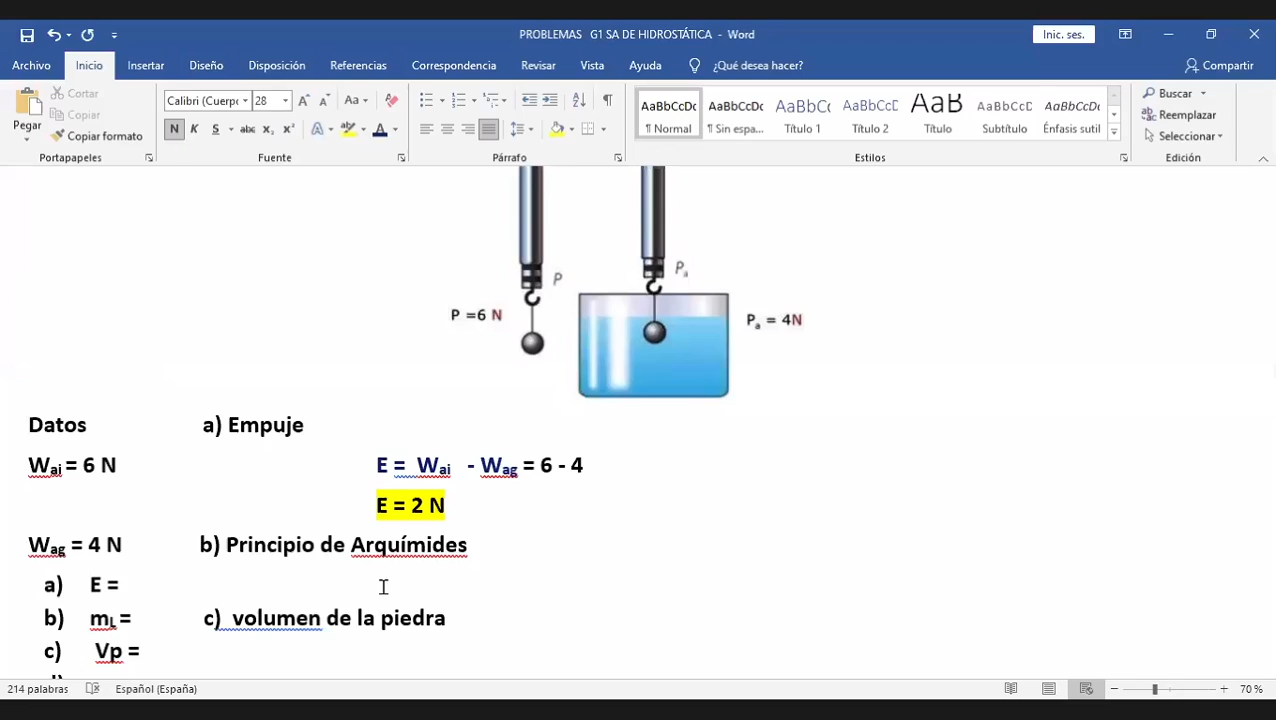 PROBLEMAS G1 SA DE HIDROSTÁTICA - Word
Inic. ses.
Archivo Inicio Insertar Diseño Disposición Referencias Correspondencia Revisar Vista Ayuda ¿Qué desea hacer? Compartir
Pegar
Cortar
Copiar
Copiar formato
Calibri (Cuerpo 28
N K S abc x₂ x²
AaBbCcDc AaBbCcDc AaBbCc AaBbCcC AaB AaBbCcD AaBbCcDc
¶ Normal ¶ Sin espa... Título 1 Título 2 Título Subtítulo Énfasis sutil
Buscar
Reemplazar
Seleccionar
Portapapeles Fuente Párrafo Estilos Edición
P
Pa
P =6 N
Pa = 4N
Datos a) Empuje
Wai = 6 N E = Wai - Wag = 6 - 4
E = 2 N
Wag = 4 N b) Principio de Arquímides
a) E =
b) mL = c) volumen de la piedra
c) Vp =
214 palabras Español (España) 70 %